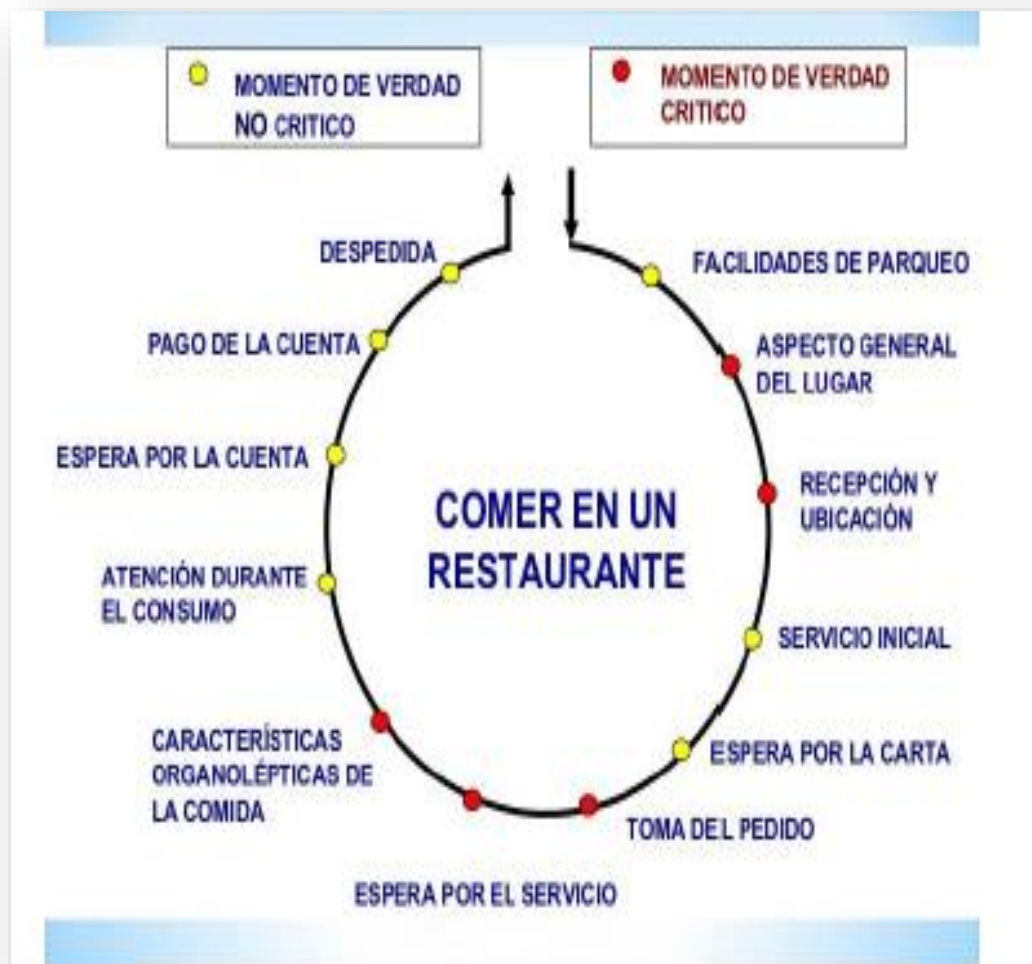 MOMENTO DE VERDAD
NO CRITICO
MOMENTO DE VERDAD
CRITICO
DESPEDIDA
FACILIDADES DE PARQUEO
PAGO DE LA CUENTA
ASPECTO GENERAL
DEL LUGAR
ESPERA POR LA CUENTA
RECEPCIÓN Y
UBICACIÓN
COMER EN UN
RESTAURANTE
ATENCIÓN DURANTE
EL CONSUMO
SERVICIO INICIAL
CARACTERÍSTICAS
ORGANOLÉPTICAS DE
LA COMIDA
ESPERA POR LA CARTA
TOMA DEL PEDIDO
ESPERA POR EL SERVICIO